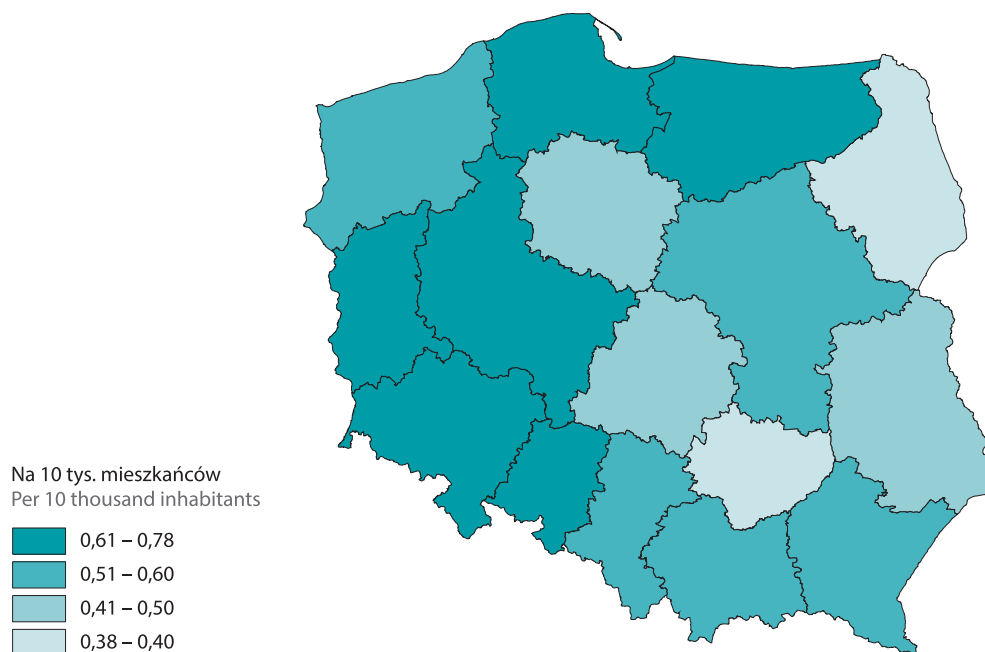 Na 10 tys. mieszkańców
Per 10 thousand inhabitants
0,61 – 0,78
0,51 – 0,60
0,41 – 0,50
0,38 – 0,40